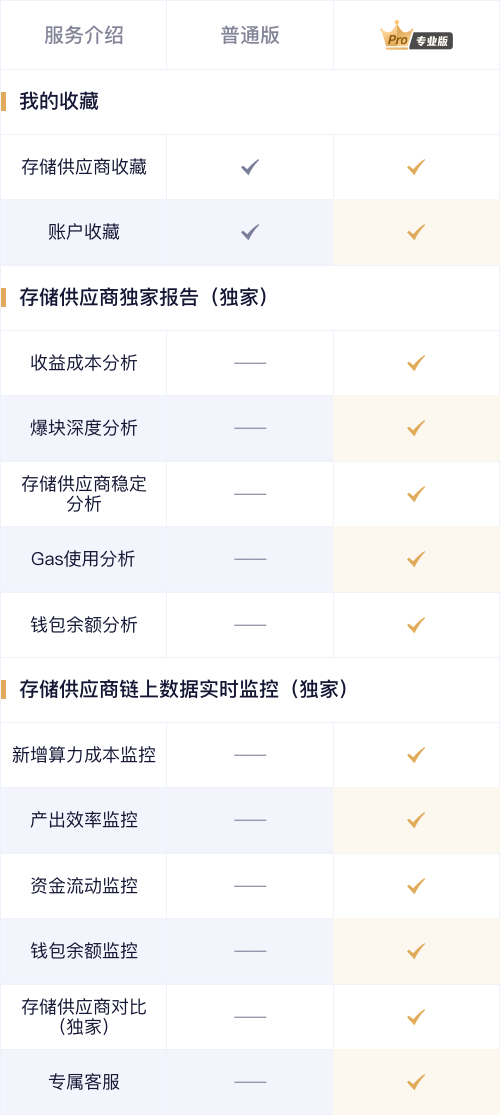 服务介绍
普通版
Pro 专业版
我的收藏
存储供应商收藏
账户收藏
存储供应商独家报告（独家）
收益成本分析
爆块深度分析
存储供应商稳定
分析
Gas使用分析
钱包余额分析
存储供应商链上数据实时监控（独家）
新增算力成本监控
产出效率监控
资金流动监控
钱包余额监控
存储供应商对比
（独家）
专属客服